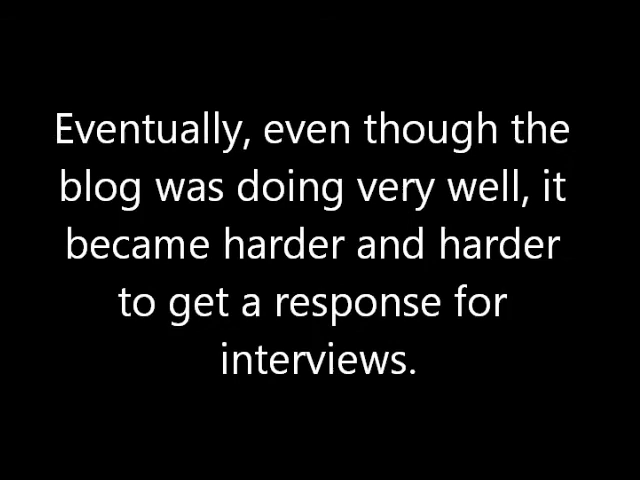 Eventually, even though the
blog was doing very well, it
became harder and harder
to get a response for
interviews.